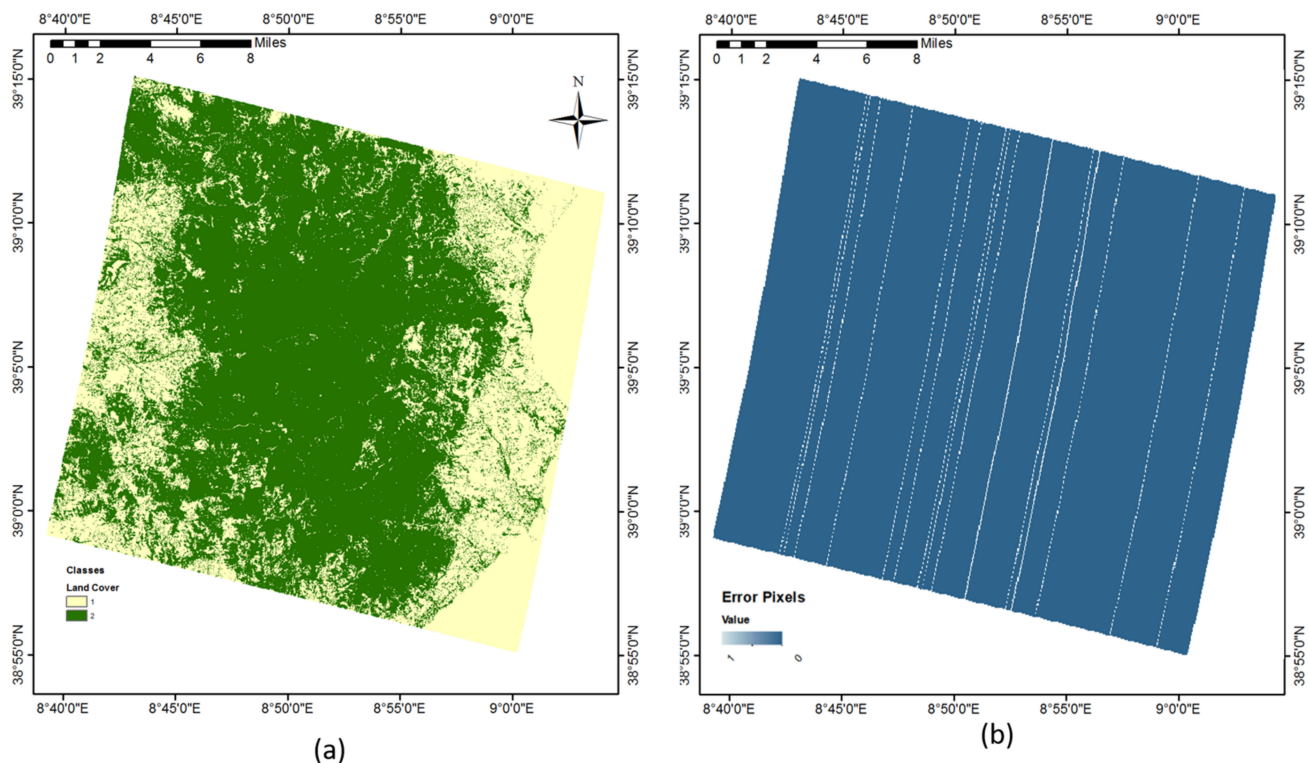 8°40'0"E 8°45'0"E 8°50'0"E 8°55'0"E 9°0'0"E
Miles
0 1 2 4 6 8
N
39°15'0"N 39°15'0"N
39°10'0"N 39°10'0"N
39°5'0"N 39°5'0"N
39°0'0"N 39°0'0"N
38°55'0"N 38°55'0"N
Classes
Land Cover
1
2
8°40'0"E 8°45'0"E 8°50'0"E 8°55'0"E 9°0'0"E
(a)
8°40'0"E 8°45'0"E 8°50'0"E 8°55'0"E 9°0'0"E
Miles
0 1 2 4 6 8
39°15'0"N 39°15'0"N
39°10'0"N 39°10'0"N
39°5'0"N 39°5'0"N
39°0'0"N 39°0'0"N
38°55'0"N 38°55'0"N
Error Pixels
Value
1 0
8°40'0"E 8°45'0"E 8°50'0"E 8°55'0"E 9°0'0"E
(b)